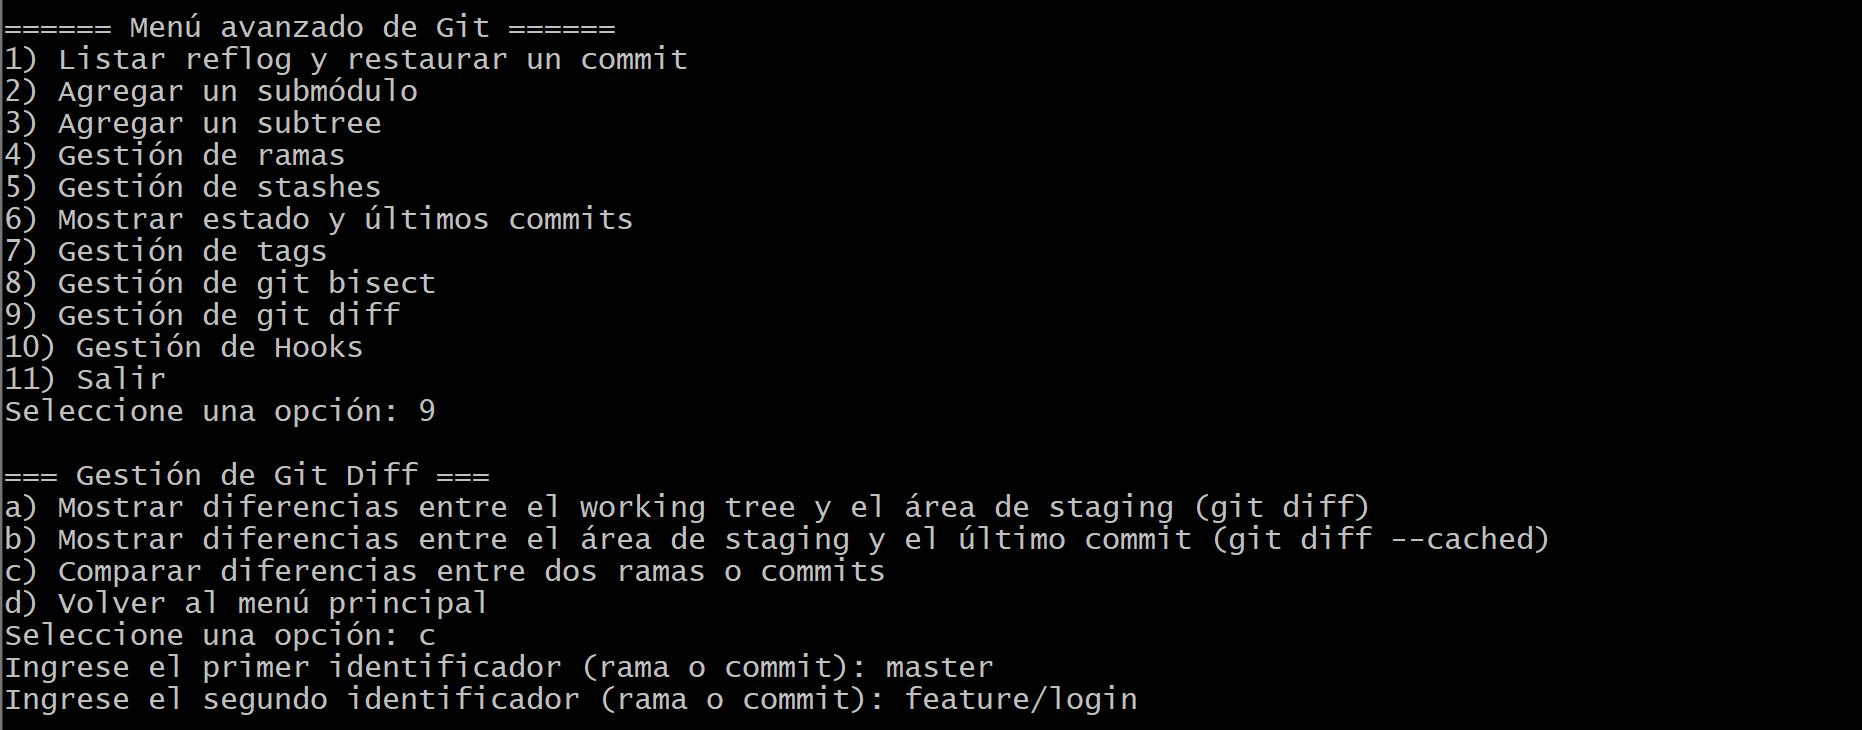 ====== Menú avanzado de Git ======
1) Listar reflog y restaurar un commit
2) Agregar un submódulo
3) Agregar un subtree
4) Gestión de ramas
5) Gestión de stashes
6) Mostrar estado y últimos commits
7) Gestión de tags
8) Gestión de git bisect
9) Gestión de git diff
10) Gestión de Hooks
11) Salir
Seleccione una opción: 9
=== Gestión de Git Diff ===
a) Mostrar diferencias entre el working tree y el área de staging (git diff)
b) Mostrar diferencias entre el área de staging y el último commit (git diff --cached)
c) Comparar diferencias entre dos ramas o commits
d) Volver al menú principal
Seleccione una opción: c
Ingrese el primer identificador (rama o commit): master
Ingrese el segundo identificador (rama o commit): feature/login